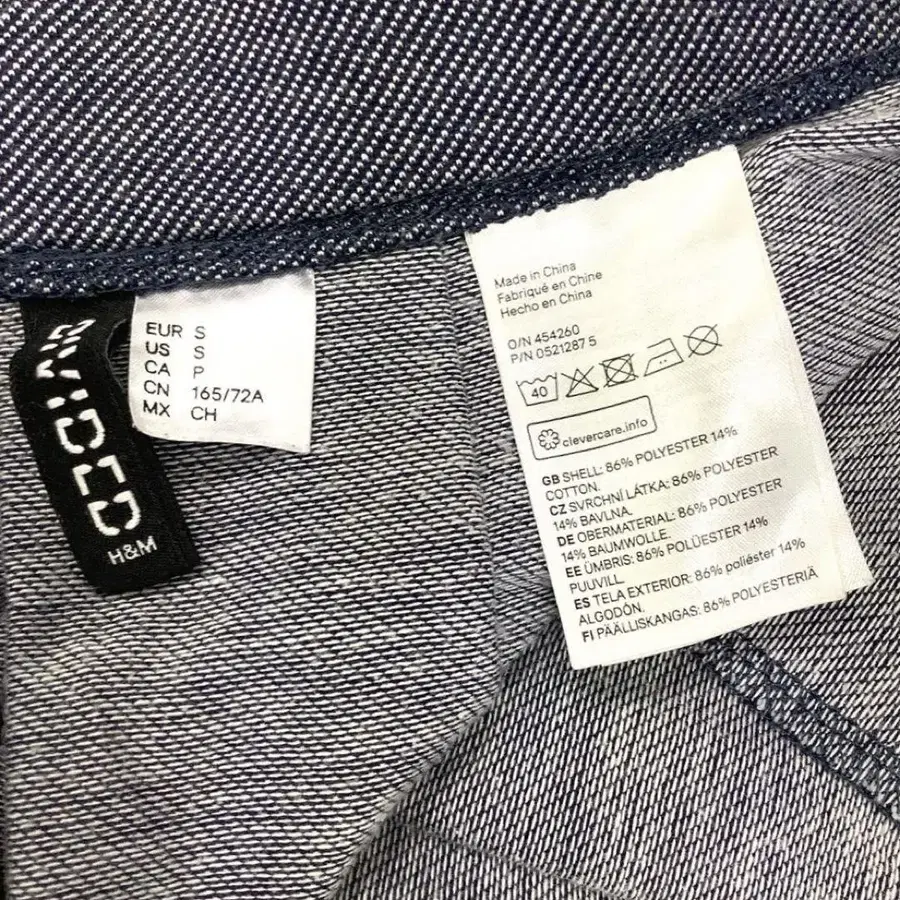 DIVIDED
H&M
EUR S
US S
CA P
CN 165/72A
MX CH
Made in China
Fabriqué en Chine
Hecho en China
O/N 454260
P/N 0521287 5
40
clevercare.info
GB SHELL: 86% POLYESTER 14%
COTTON.
CZ SVRCHNÍ LÁTKA: 86% POLYESTER
14% BAVLNA.
DE OBERMATERIAL: 86% POLYESTER
14% BAUMWOLLE.
EE ÜMBRIS: 86% POLÜESTER 14%
PUUVILL.
ES TELA EXTERIOR: 86% poliéster 14%
ALGODÓN.
FI PÄÄLLISKANGAS: 86% POLYESTERIÄ